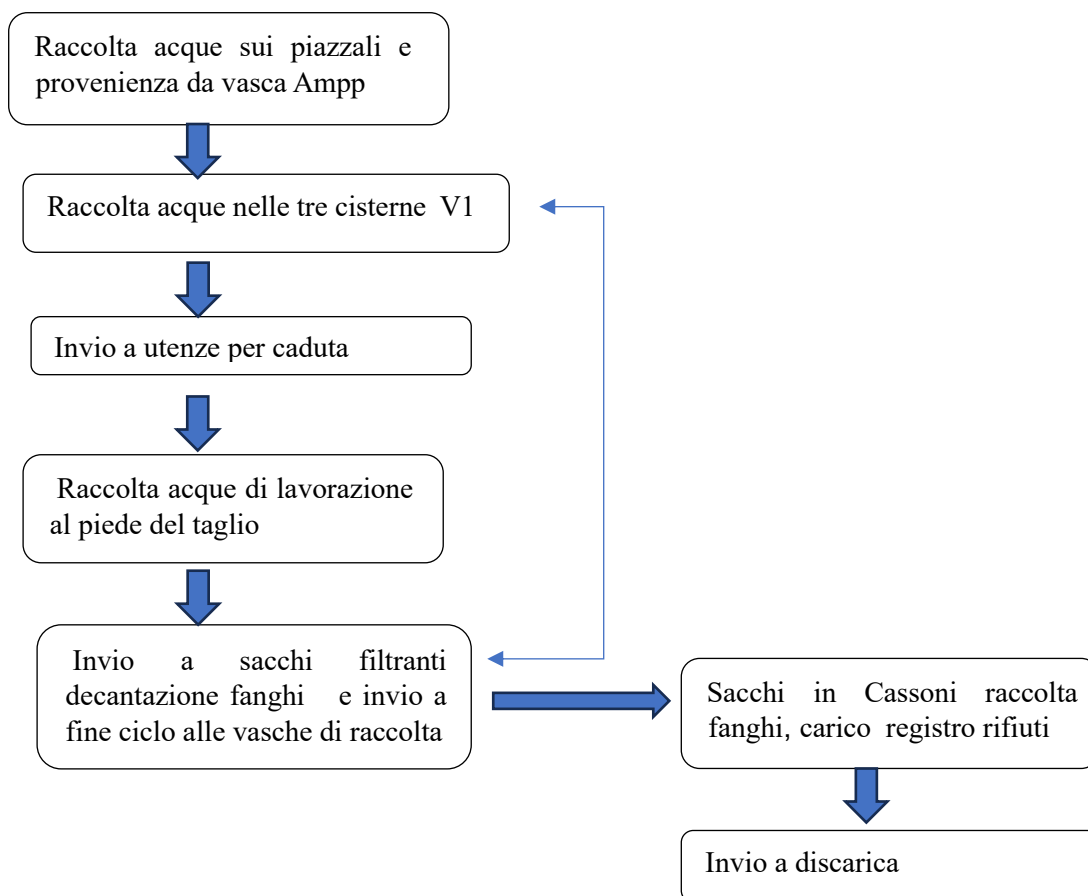 Raccolta acque sui piazzali e
provenienza da vasca Ampp
Raccolta acque nelle tre cisterne V1
Invio a utenze per caduta
Raccolta acque di lavorazione
al piede del taglio
Invio a sacchi filtranti
decantazione fanghi e invio a
fine ciclo alle vasche di raccolta
Sacchi in Cassoni raccolta
fanghi, carico registro rifiuti
Invio a discarica